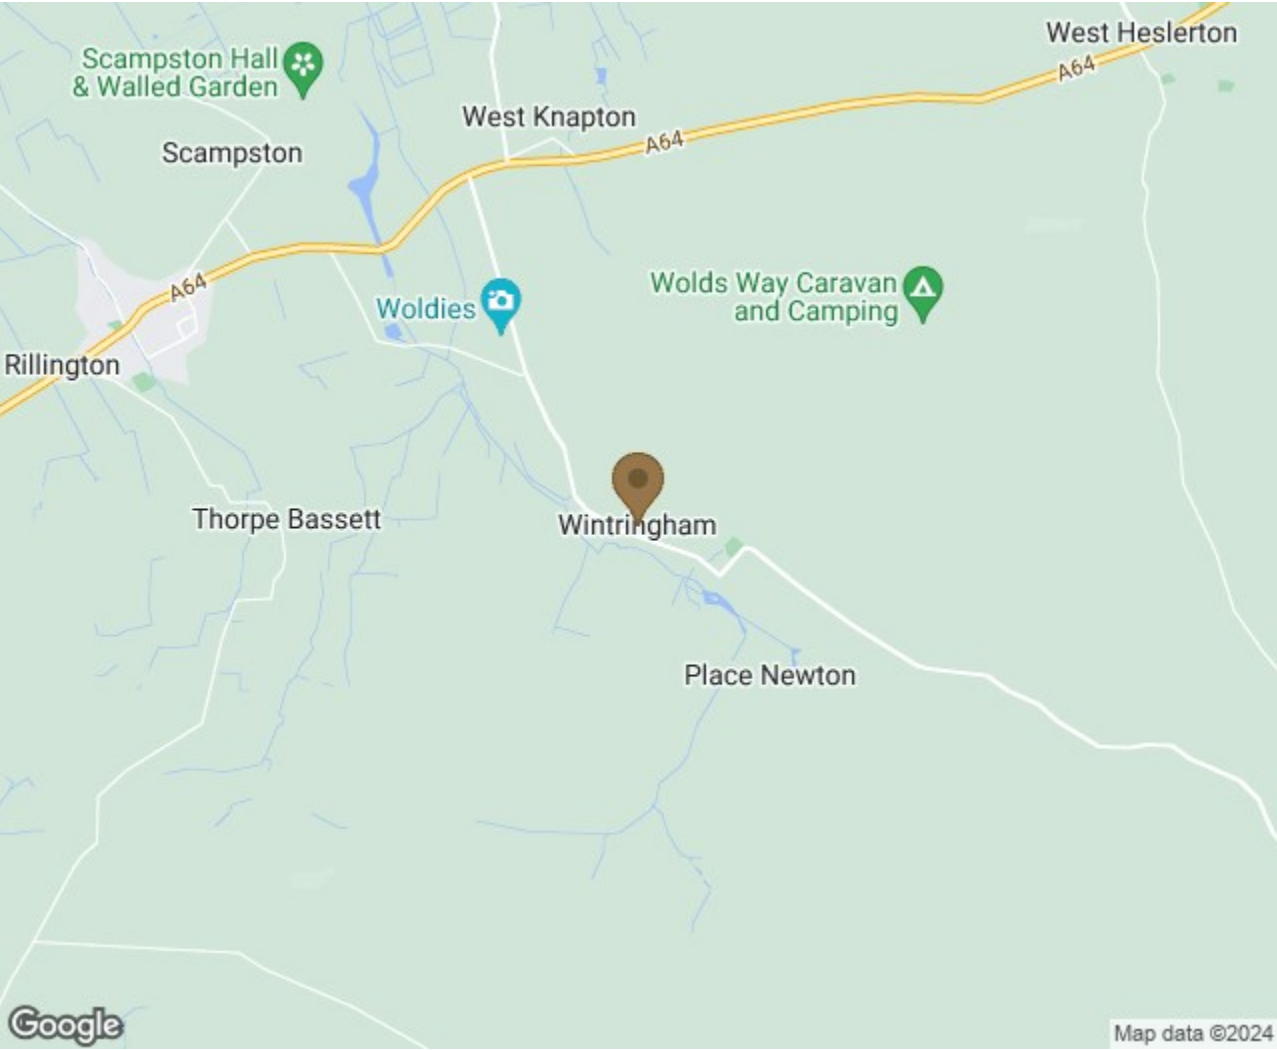 West Heslerton
Scampston Hall
& Walled Garden
A64
West Knapton
A64
Scampston
Wolds Way Caravan
and Camping
A64
Woldies
Rillington
Thorpe Bassett
Wintringham
Place Newton
Google
Map data ©2024